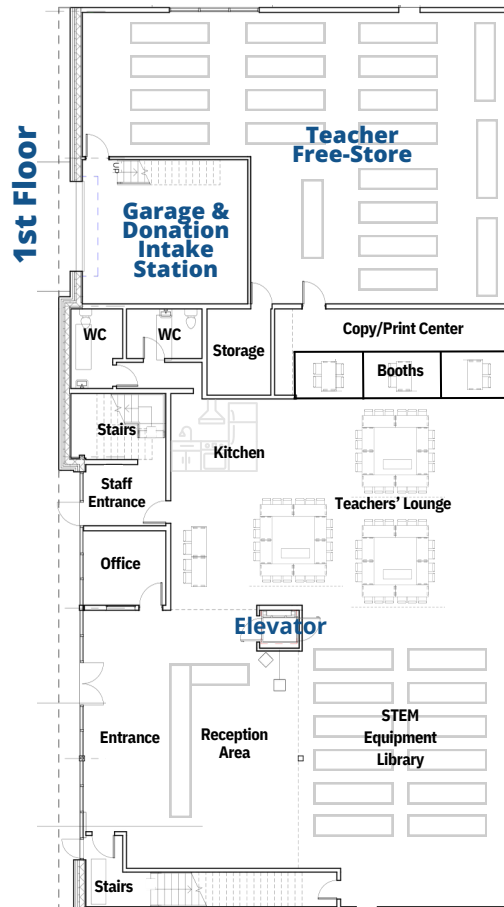 1st Floor
Teacher
Free-Store
UP
Garage &
Donation
Intake
Station
WC
WC
Storage
Copy/Print Center
Booths
Stairs
Kitchen
Staff
Entrance
Teachers’ Lounge
Office
Elevator
Entrance
Reception
Area
STEM
Equipment
Library
Stairs